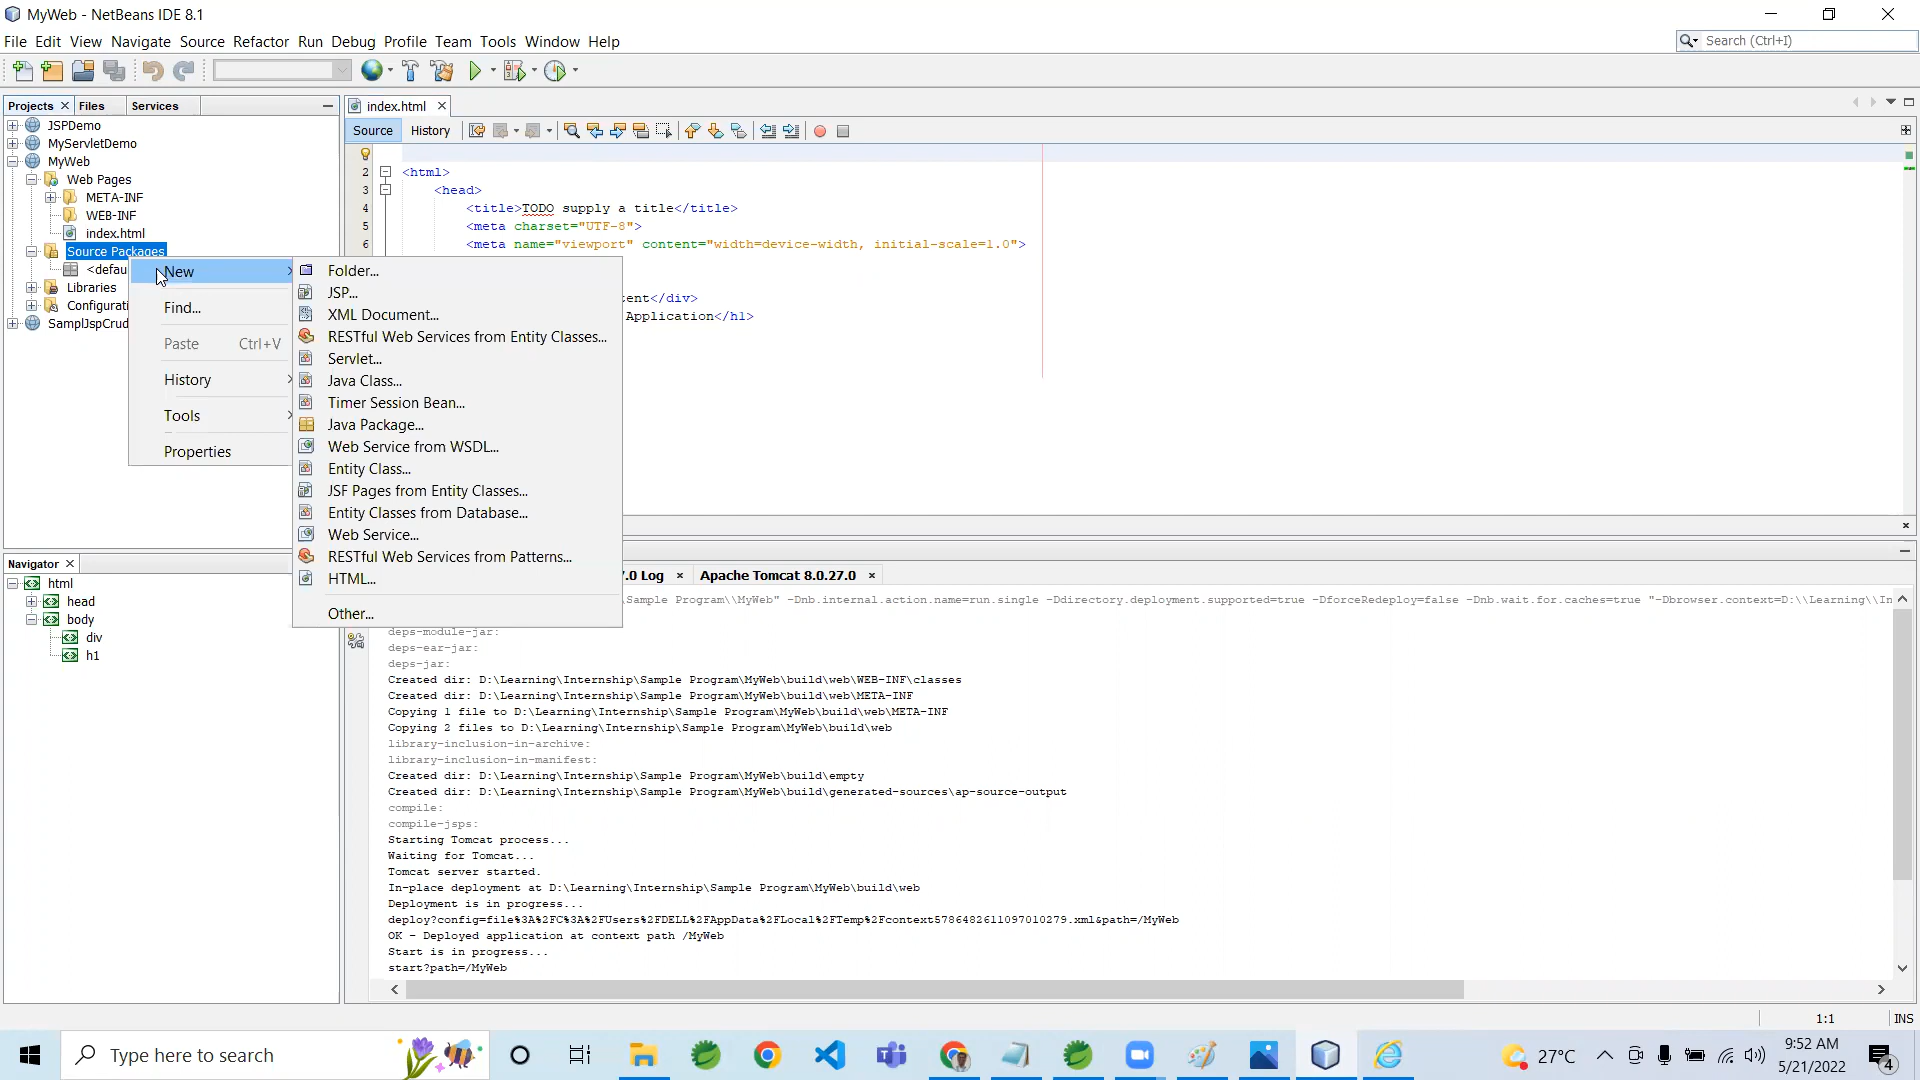 MyWeb - NetBeans IDE 8.1
File Edit View Navigate Source Refactor Run Debug Profile Team Tools Window Help
Search (Ctrl+I)
Projects Files Services
JSPDemo
MyServletDemo
MyWeb
Web Pages
META-INF
WEB-INF
index.html
Source Packages
<defau
Libraries
Configurati
SamplJspCrud
New
Find...
Paste Ctrl+V
History
Tools
Properties
Folder...
JSP...
XML Document...
RESTful Web Services from Entity Classes...
Servlet...
Java Class...
Timer Session Bean...
Java Package...
Web Service from WSDL...
Entity Class...
JSF Pages from Entity Classes...
Entity Classes from Database...
Web Service...
RESTful Web Services from Patterns...
HTML...
Other...
index.html
Source History
2 <html>
3 <head>
4 <title>TODO supply a title</title>
5 <meta charset="UTF-8">
6 <meta name="viewport" content="width=device-width, initial-scale=1.0">
ent</div>
Application</h1>
Navigator
html
head
body
div
h1
7.0 Log Apache Tomcat 8.0.27.0
Sample Program\\MyWeb" -Dnb.internal.action.name=run.single -Ddirectory.deployment.supported=true -DforceRedeploy=false -Dnb.wait.for.caches=true "-Dbrowser.context=D:\\Learning\\In
deps-module-jar:
deps-ear-jar:
deps-jar:
Created dir: D:\Learning\Internship\Sample Program\MyWeb\build\web\WEB-INF\classes
Created dir: D:\Learning\Internship\Sample Program\MyWeb\build\web\META-INF
Copying 1 file to D:\Learning\Internship\Sample Program\MyWeb\build\web\META-INF
Copying 2 files to D:\Learning\Internship\Sample Program\MyWeb\build\web
library-inclusion-in-archive:
library-inclusion-in-manifest:
Created dir: D:\Learning\Internship\Sample Program\MyWeb\build\empty
Created dir: D:\Learning\Internship\Sample Program\MyWeb\build\generated-sources\ap-source-output
compile:
compile-jsps:
Starting Tomcat process...
Waiting for Tomcat...
Tomcat server started.
In-place deployment at D:\Learning\Internship\Sample Program\MyWeb\build\web
Deployment is in progress...
deploy?config=file%3A%2FC%3A%2FUsers%2FDELL%2FAppData%2FLocal%2FTemp%2Fcontext5786482611097010279.xml&path=/MyWeb
OK - Deployed application at context path /MyWeb
Start is in progress...
start?path=/MyWeb
1:1 INS
Type here to search
27°C
9:52 AM
5/21/2022
4